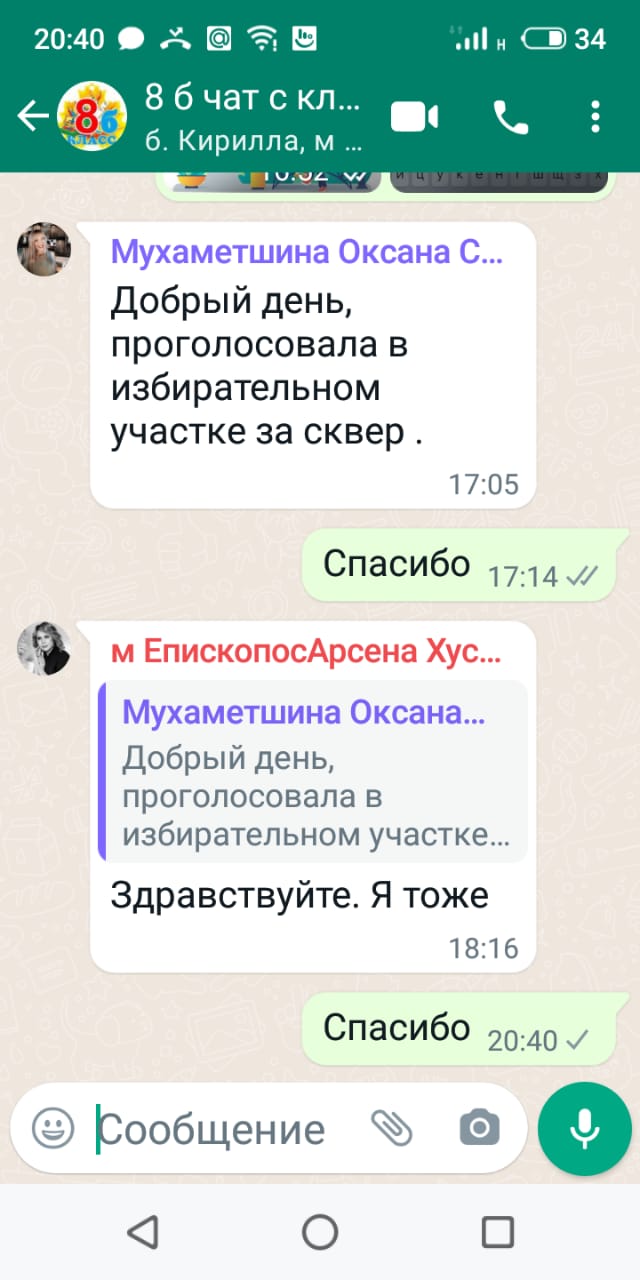 20:40
н
34
8 б чат с кл...
б. Кирилла, м ...
8б
КЛАСС
16:52
й ц у к е н г ш щ з х
Мухаметшина Оксана С...
Добрый день,
проголосовала в
избирательном
участке за сквер .
17:05
Спасибо 17:14
м ЕпископосАрсена Хус...
Мухаметшина Оксана...
Добрый день,
проголосовала в
избирательном участке...
Здравствуйте. Я тоже
18:16
Спасибо 20:40
Сообщение